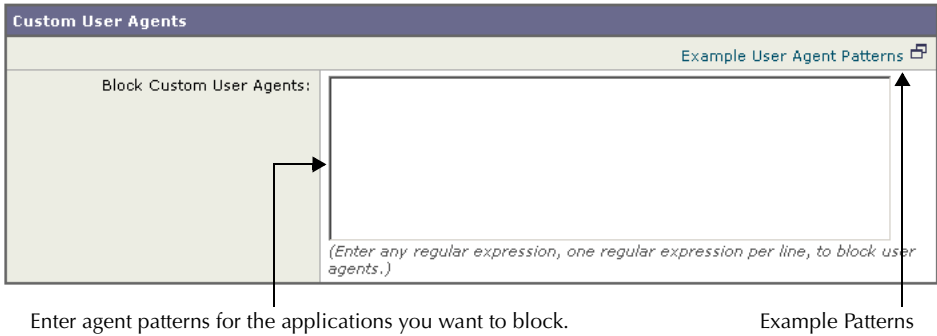 Custom User Agents
Example User Agent Patterns
Block Custom User Agents:
(Enter any regular expression, one regular expression per line, to block user
agents.)
Enter agent patterns for the applications you want to block.
Example Patterns